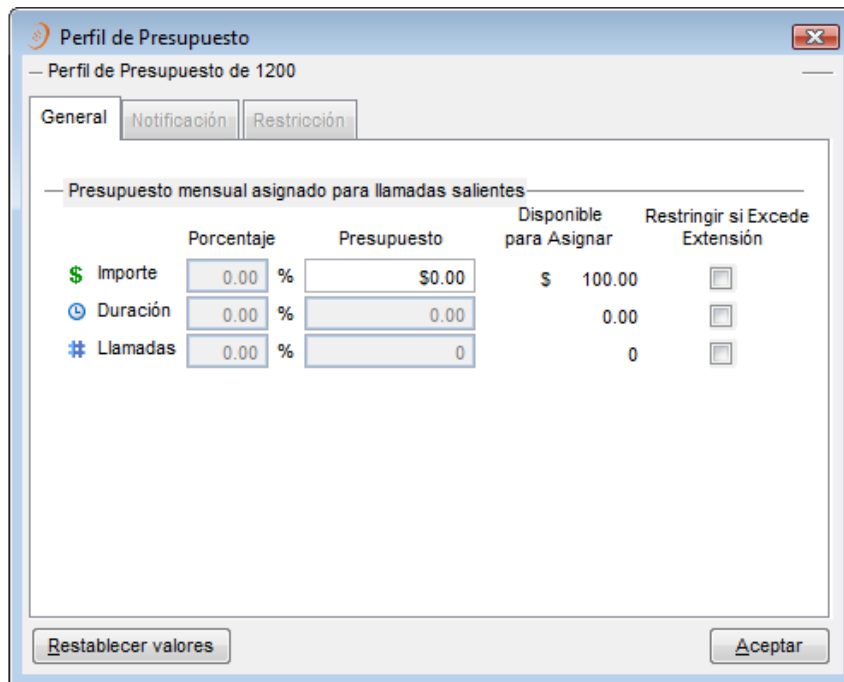 Perfil de Presupuesto
Perfil de Presupuesto de 1200
General Notificación Restricción
Presupuesto mensual asignado para llamadas salientes
Porcentaje Presupuesto Disponible para Asignar Restringir si Excede Extensión
$ Importe 0.00 % $0.00 $ 100.00
Duración 0.00 % 0.00 0.00
# Llamadas 0.00 % 0 0
Restablecer valores Aceptar